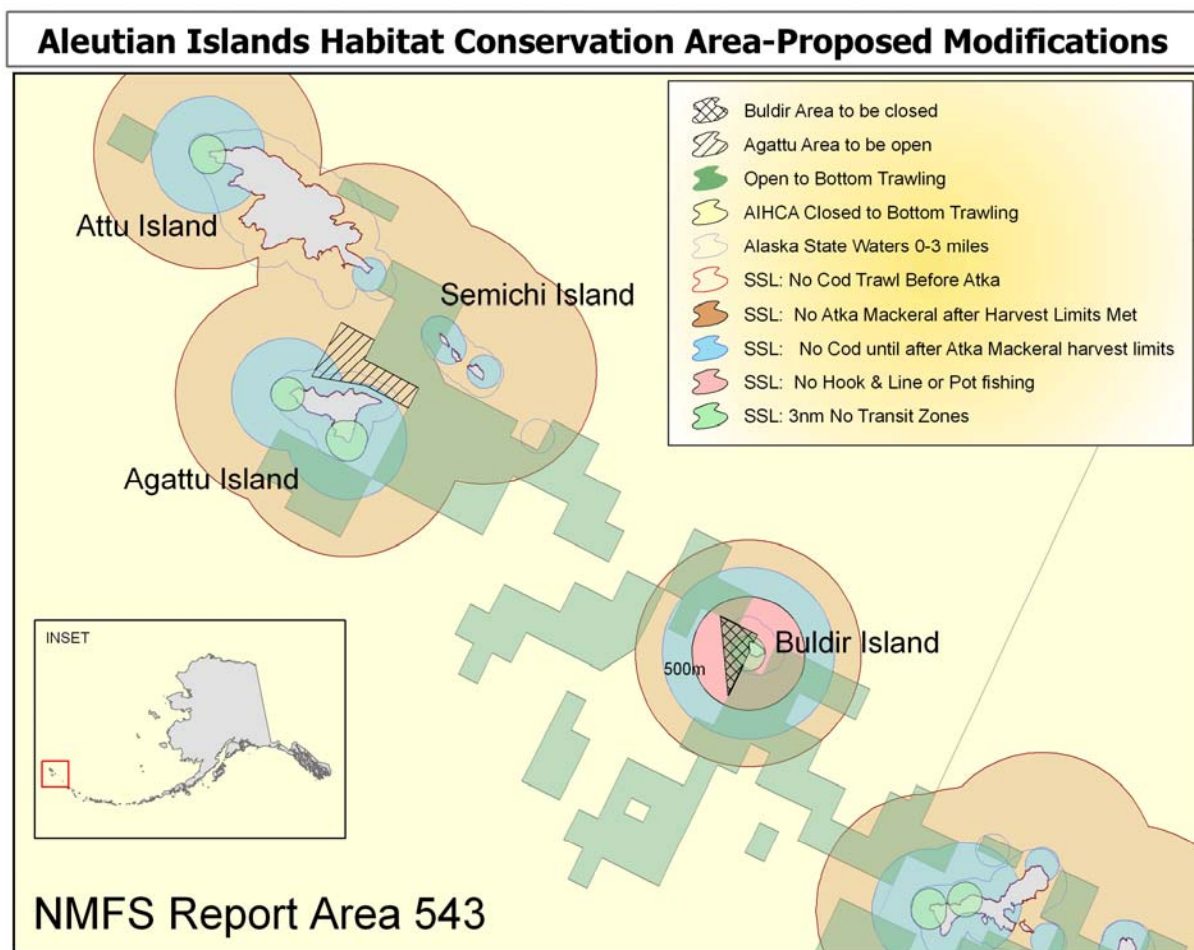 Aleutian Islands Habitat Conservation Area-Proposed Modifications
Buldir Area to be closed
Agattu Area to be open
Open to Bottom Trawling
AIHCA Closed to Bottom Trawling
Alaska State Waters 0-3 miles
SSL: No Cod Trawl Before Atka
SSL: No Atka Mackeral after Harvest Limits Met
SSL: No Cod until after Atka Mackeral harvest limits
SSL: No Hook & Line or Pot fishing
SSL: 3nm No Transit Zones
Attu Island
Semichi Island
Agattu Island
Buldir Island
500m
INSET
NMFS Report Area 543